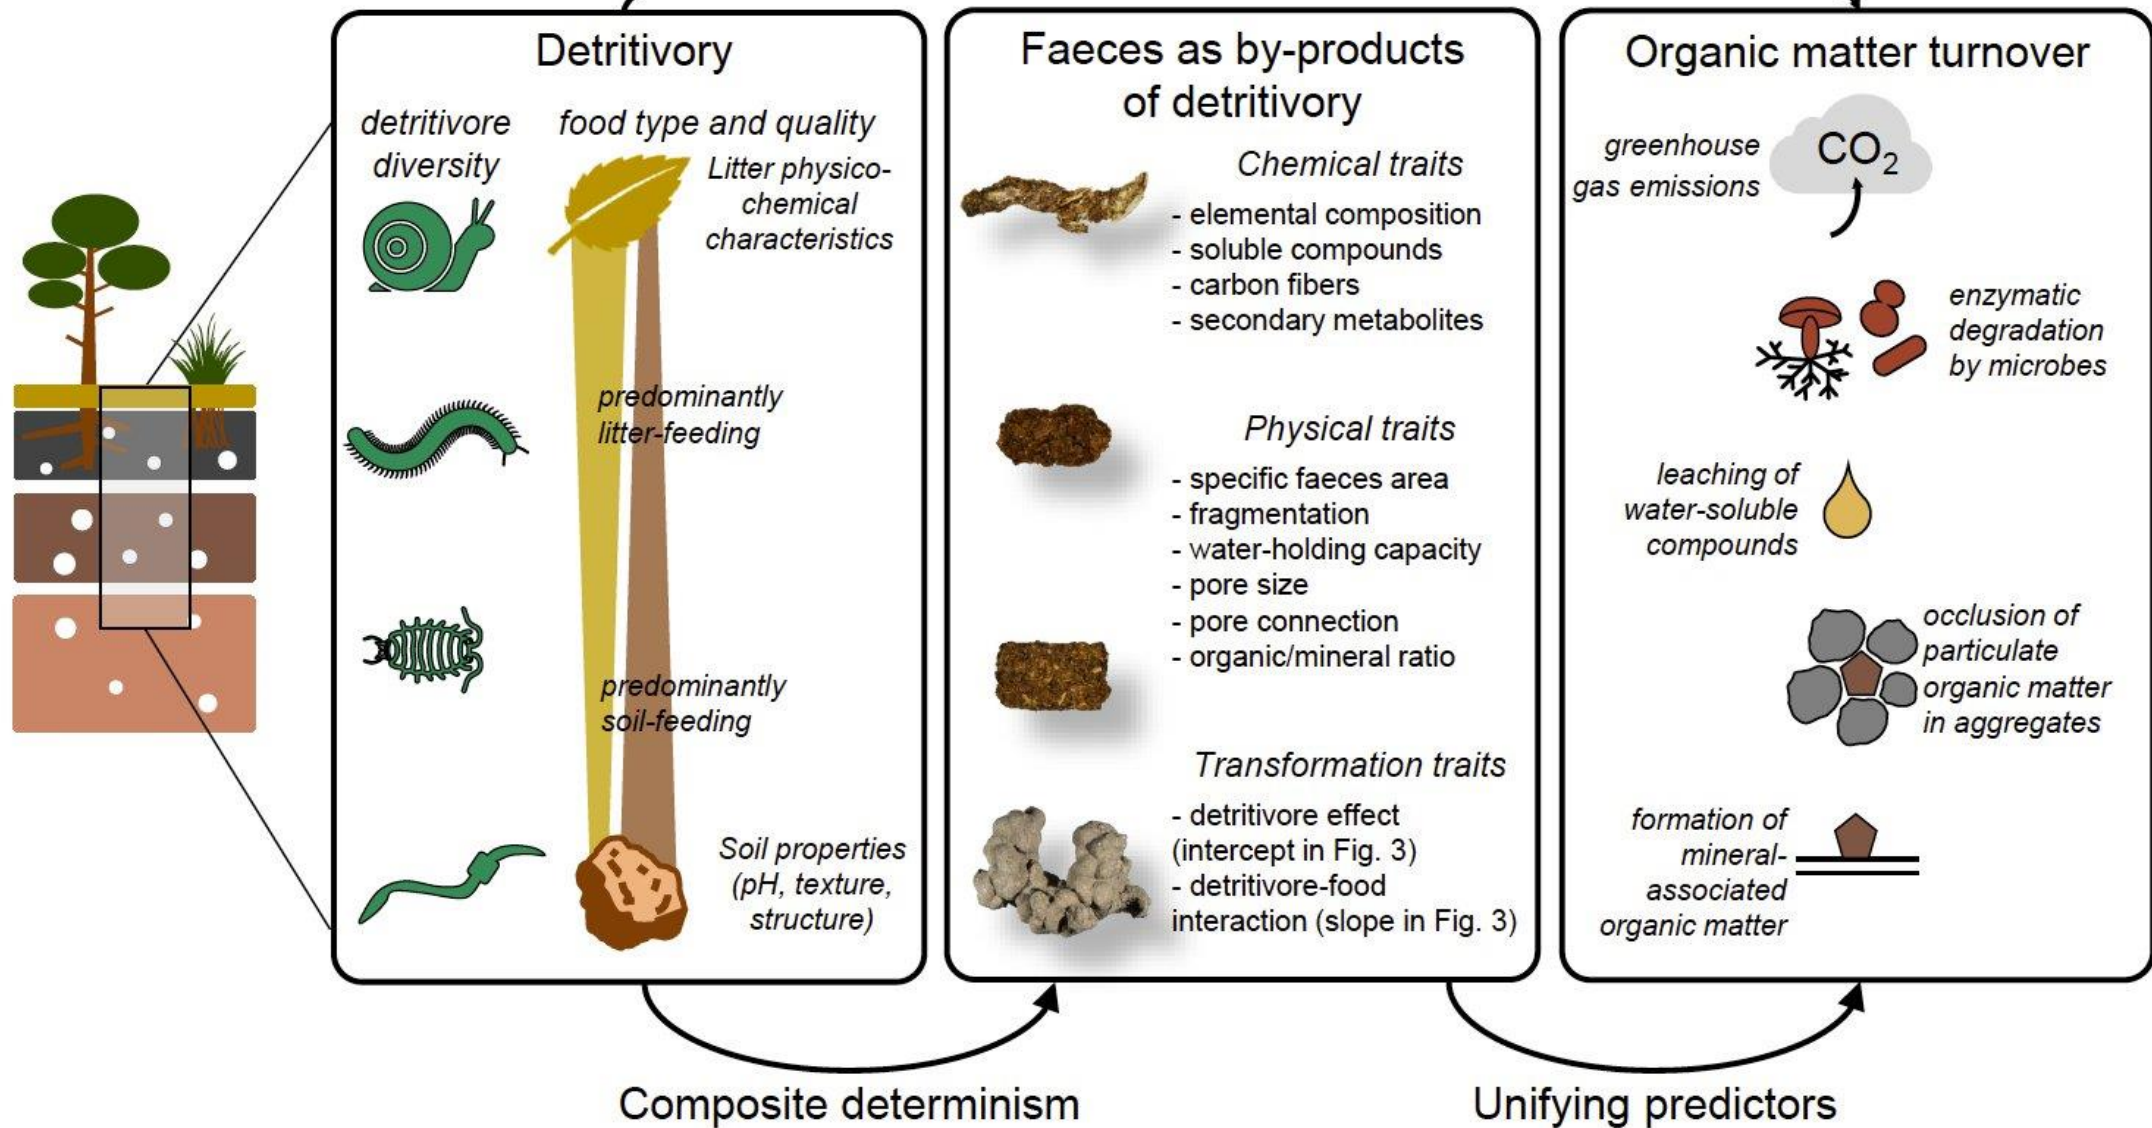 Detritivory
detritivore
diversity
food type and quality
Litter physico-
chemical
characteristics
predominantly
litter-feeding
predominantly
soil-feeding
Soil properties
(pH, texture,
structure)
Faeces as by-products
of detritivory
Chemical traits
- elemental composition
- soluble compounds
- carbon fibers
- secondary metabolites
Physical traits
- specific faeces area
- fragmentation
- water-holding capacity
- pore size
- pore connection
- organic/mineral ratio
Transformation traits
- detritivore effect
(intercept in Fig. 3)
- detritivore-food
interaction (slope in Fig. 3)
Organic matter turnover
greenhouse
gas emissions
CO2
enzymatic
degradation
by microbes
leaching of
water-soluble
compounds
occlusion of
particulate
organic matter
in aggregates
formation of
mineral-
associated
organic matter
Composite determinism
Unifying predictors